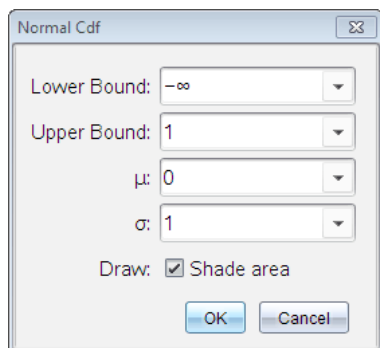 Normal Cdf
Lower Bound: -∞
Upper Bound: 1
μ: 0
σ: 1
Draw: Shade area
OK Cancel